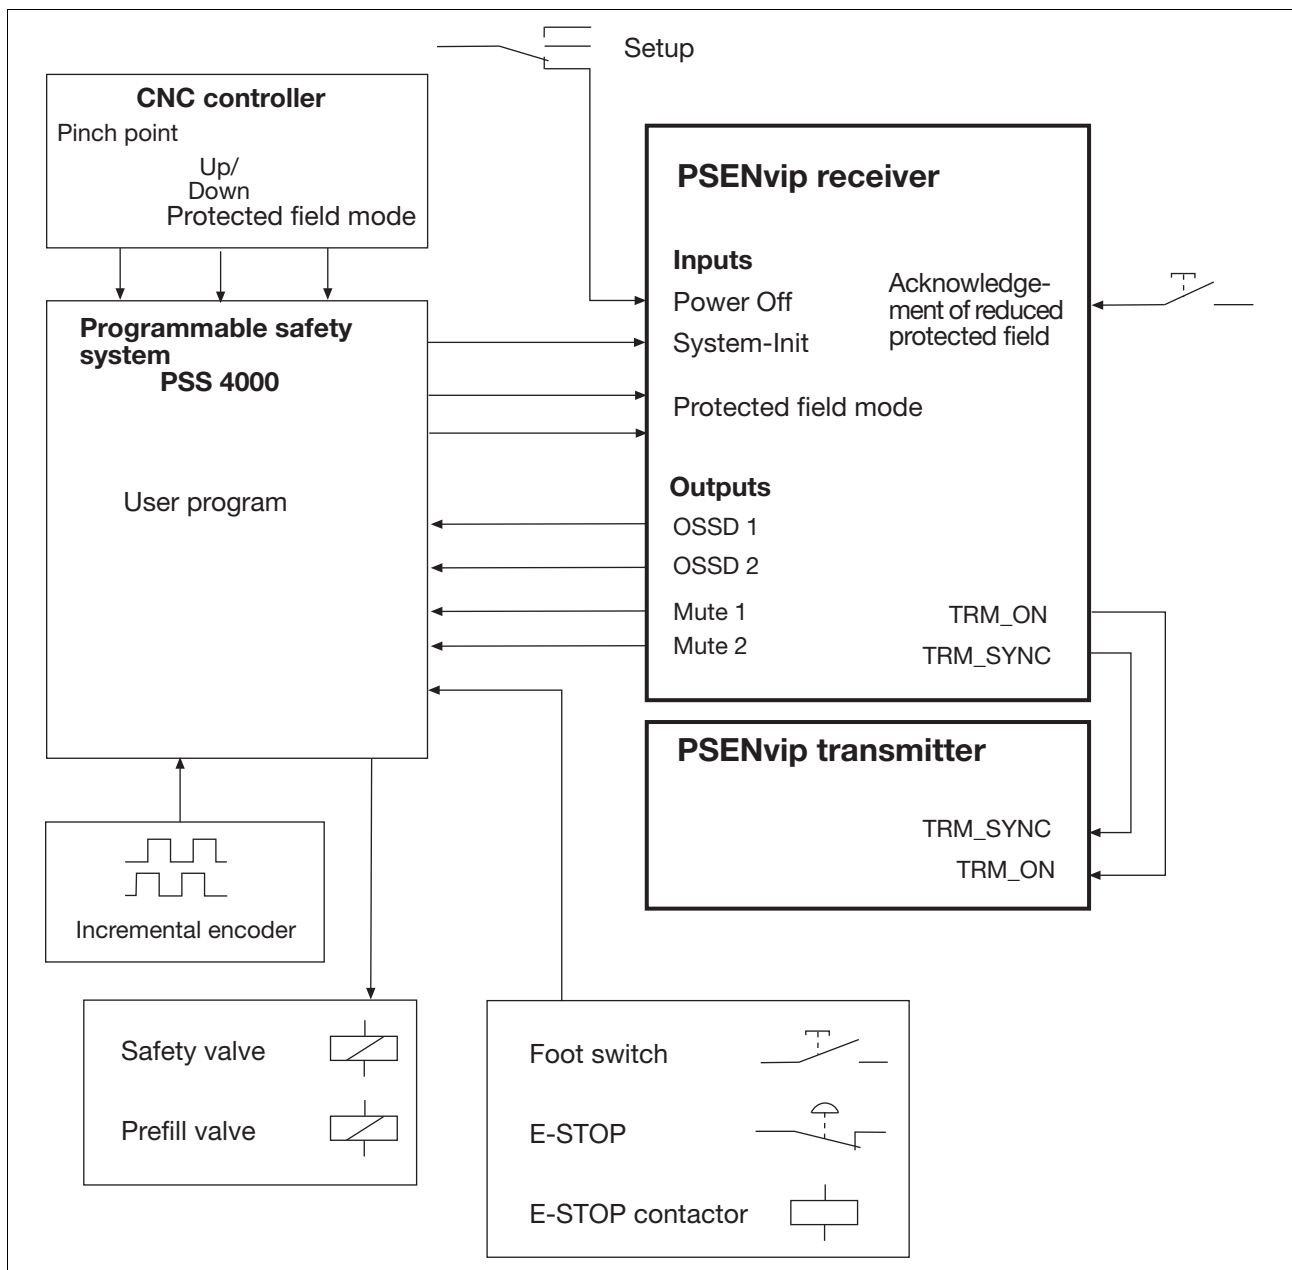 Setup
CNC controller
Pinch point
Up/
Down
Protected field mode
Programmable safety
system
PSS 4000
User program
PSENvip receiver
Inputs
Power Off
System-Init
Protected field mode
Acknowledge-
ment of reduced
protected field
Outputs
OSSD 1
OSSD 2
Mute 1
Mute 2
TRM_ON
TRM_SYNC
PSENvip transmitter
TRM_SYNC
TRM_ON
Incremental encoder
Safety valve
Prefill valve
Foot switch
E-STOP
E-STOP contactor